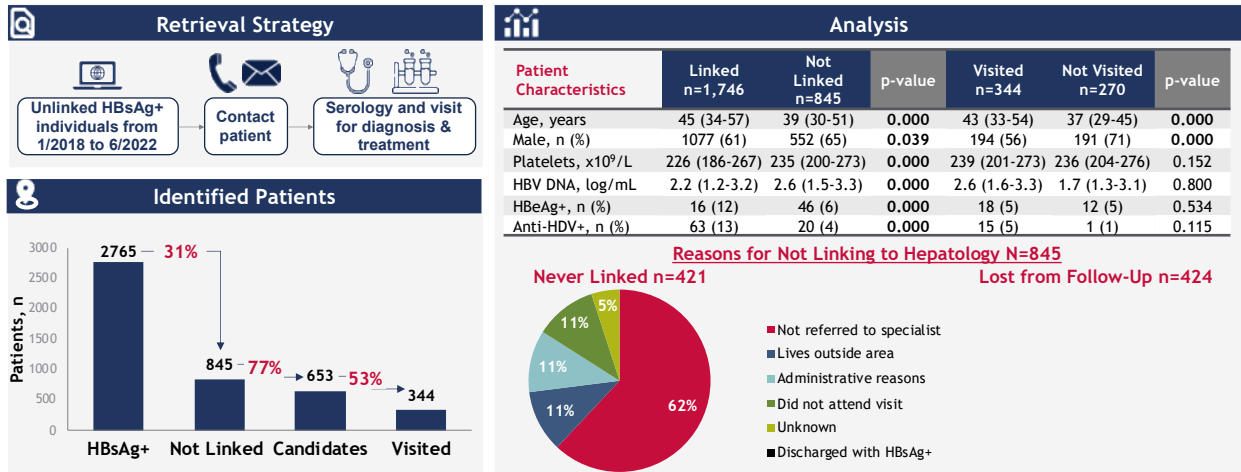 Retrieval Strategy
Unlinked HBsAg+
individuals from
1/2018 to 6/2022
Contact
patient
Serology and visit
for diagnosis &
treatment
Identified Patients
Patients, n
3000
2500
2000
1500
1000
500
0
2765
31%
845
77%
653
53%
344
HBsAg+ Not Linked Candidates Visited
Analysis
Patient
Characteristics
Linked
n=1,746
Not
Linked
n=845
p-value
Visited
n=344
Not Visited
n=270
p-value
Age, years 45 (34-57) 39 (30-51) 0.000 43 (33-54) 37 (29-45) 0.000
Male, n (%) 1077 (61) 552 (65) 0.039 194 (56) 191 (71) 0.000
Platelets, x10⁹/L 226 (186-267) 235 (200-273) 0.000 239 (201-273) 236 (204-276) 0.152
HBV DNA, log/mL 2.2 (1.2-3.2) 2.6 (1.5-3.3) 0.000 2.6 (1.6-3.3) 1.7 (1.3-3.1) 0.800
HBeAg+, n (%) 16 (12) 46 (6) 0.000 18 (5) 12 (5) 0.534
Anti-HDV+, n (%) 63 (13) 20 (4) 0.000 15 (5) 1 (1) 0.115
Reasons for Not Linking to Hepatology N=845
Never Linked n=421
Lost from Follow-Up n=424
5%
11%
11%
11%
62%
Not referred to specialist
Lives outside area
Administrative reasons
Did not attend visit
Unknown
Discharged with HBsAg+